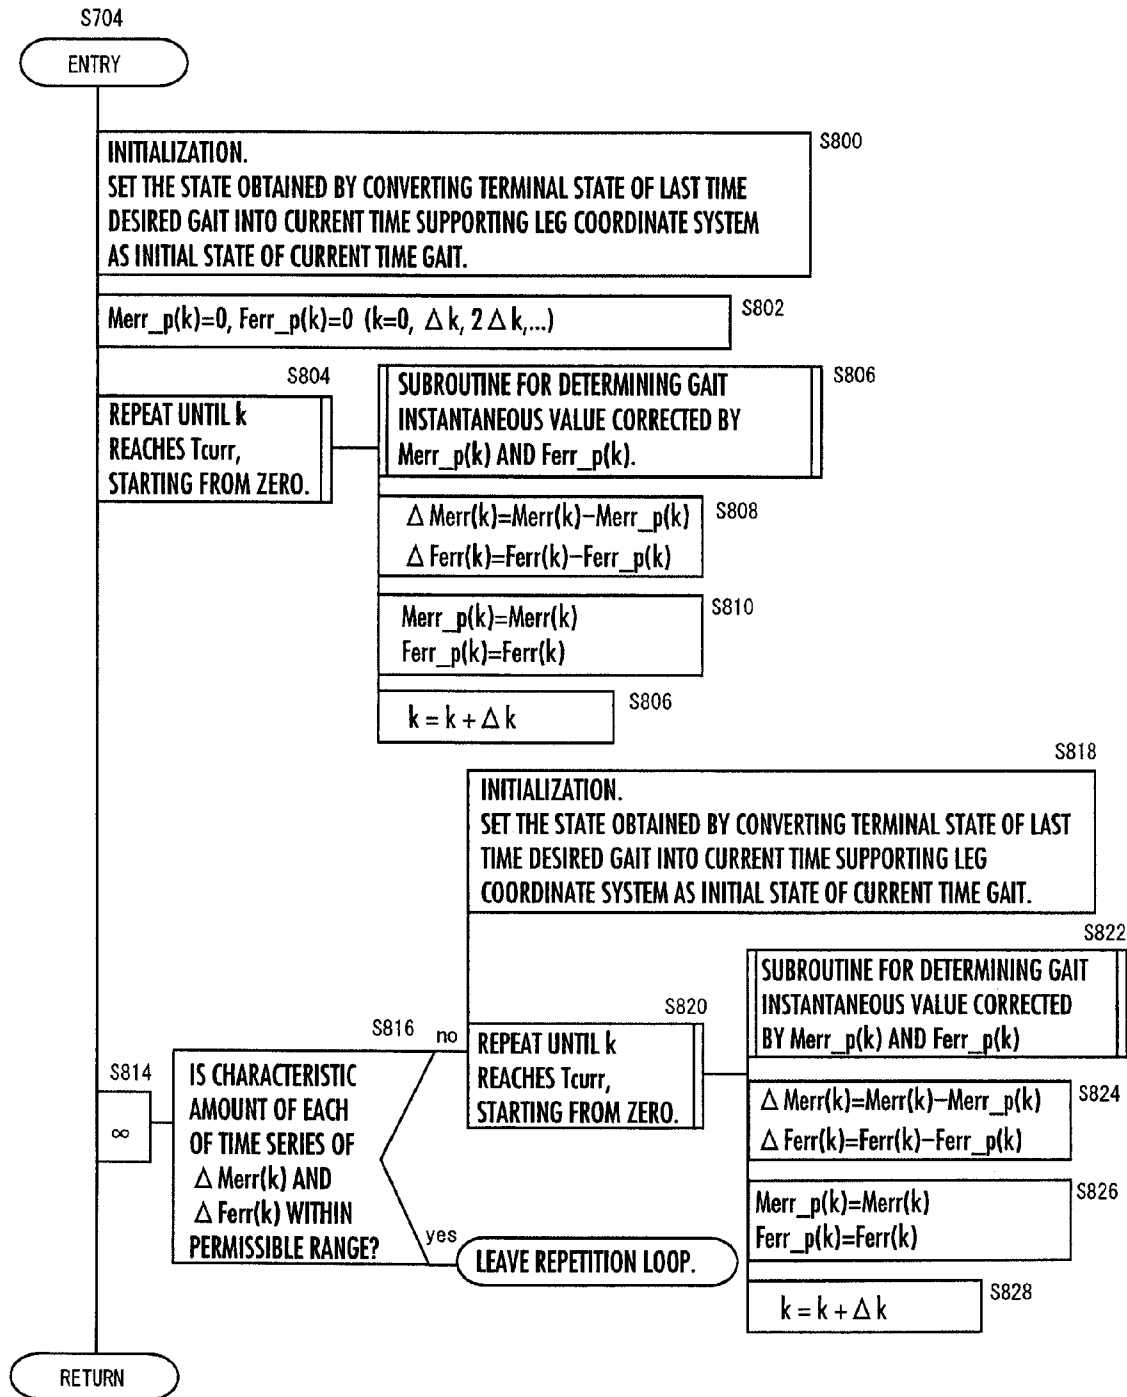 S704
ENTRY
S800
INITIALIZATION.
SET THE STATE OBTAINED BY CONVERTING TERMINAL STATE OF LAST TIME
DESIRED GAIT INTO CURRENT TIME SUPPORTING LEG COORDINATE SYSTEM
AS INITIAL STATE OF CURRENT TIME GAIT.
S802
Merr_p(k)=0, Ferr_p(k)=0 (k=0, Δk, 2Δk,...)
S804
REPEAT UNTIL k
REACHES Tcurr,
STARTING FROM ZERO.
S806
SUBROUTINE FOR DETERMINING GAIT
INSTANTANEOUS VALUE CORRECTED BY
Merr_p(k) AND Ferr_p(k).
S808
Δ Merr(k)=Merr(k)-Merr_p(k)
Δ Ferr(k)=Ferr(k)-Ferr_p(k)
S810
Merr_p(k)=Merr(k)
Ferr_p(k)=Ferr(k)
S806
k = k + Δk
S818
INITIALIZATION.
SET THE STATE OBTAINED BY CONVERTING TERMINAL STATE OF LAST
TIME DESIRED GAIT INTO CURRENT TIME SUPPORTING LEG
COORDINATE SYSTEM AS INITIAL STATE OF CURRENT TIME GAIT.
S814
∞
S816
IS CHARACTERISTIC
AMOUNT OF EACH
OF TIME SERIES OF
Δ Merr(k) AND
Δ Ferr(k) WITHIN
PERMISSIBLE RANGE?
no
S820
REPEAT UNTIL k
REACHES Tcurr,
STARTING FROM ZERO.
S822
SUBROUTINE FOR DETERMINING GAIT
INSTANTANEOUS VALUE CORRECTED
BY Merr_p(k) AND Ferr_p(k)
S824
Δ Merr(k)=Merr(k)-Merr_p(k)
Δ Ferr(k)=Ferr(k)-Ferr_p(k)
S826
Merr_p(k)=Merr(k)
Ferr_p(k)=Ferr(k)
S828
k = k + Δk
yes
LEAVE REPETITION LOOP.
RETURN